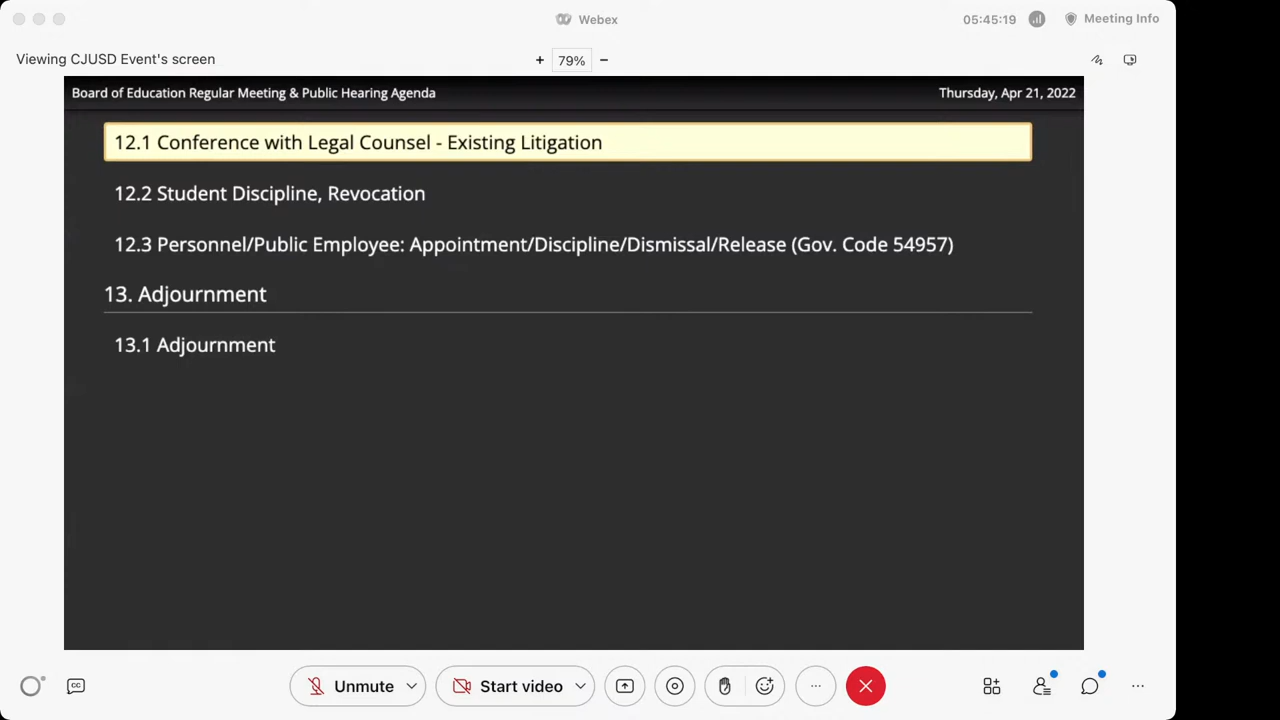 Webex
05:45:19
Meeting Info
Viewing CJUSD Event's screen
+ 79% −
Board of Education Regular Meeting & Public Hearing Agenda
Thursday, Apr 21, 2022
12.1 Conference with Legal Counsel - Existing Litigation
12.2 Student Discipline, Revocation
12.3 Personnel/Public Employee: Appointment/Discipline/Dismissal/Release (Gov. Code 54957)
13. Adjournment
13.1 Adjournment
CC
Unmute
Start video